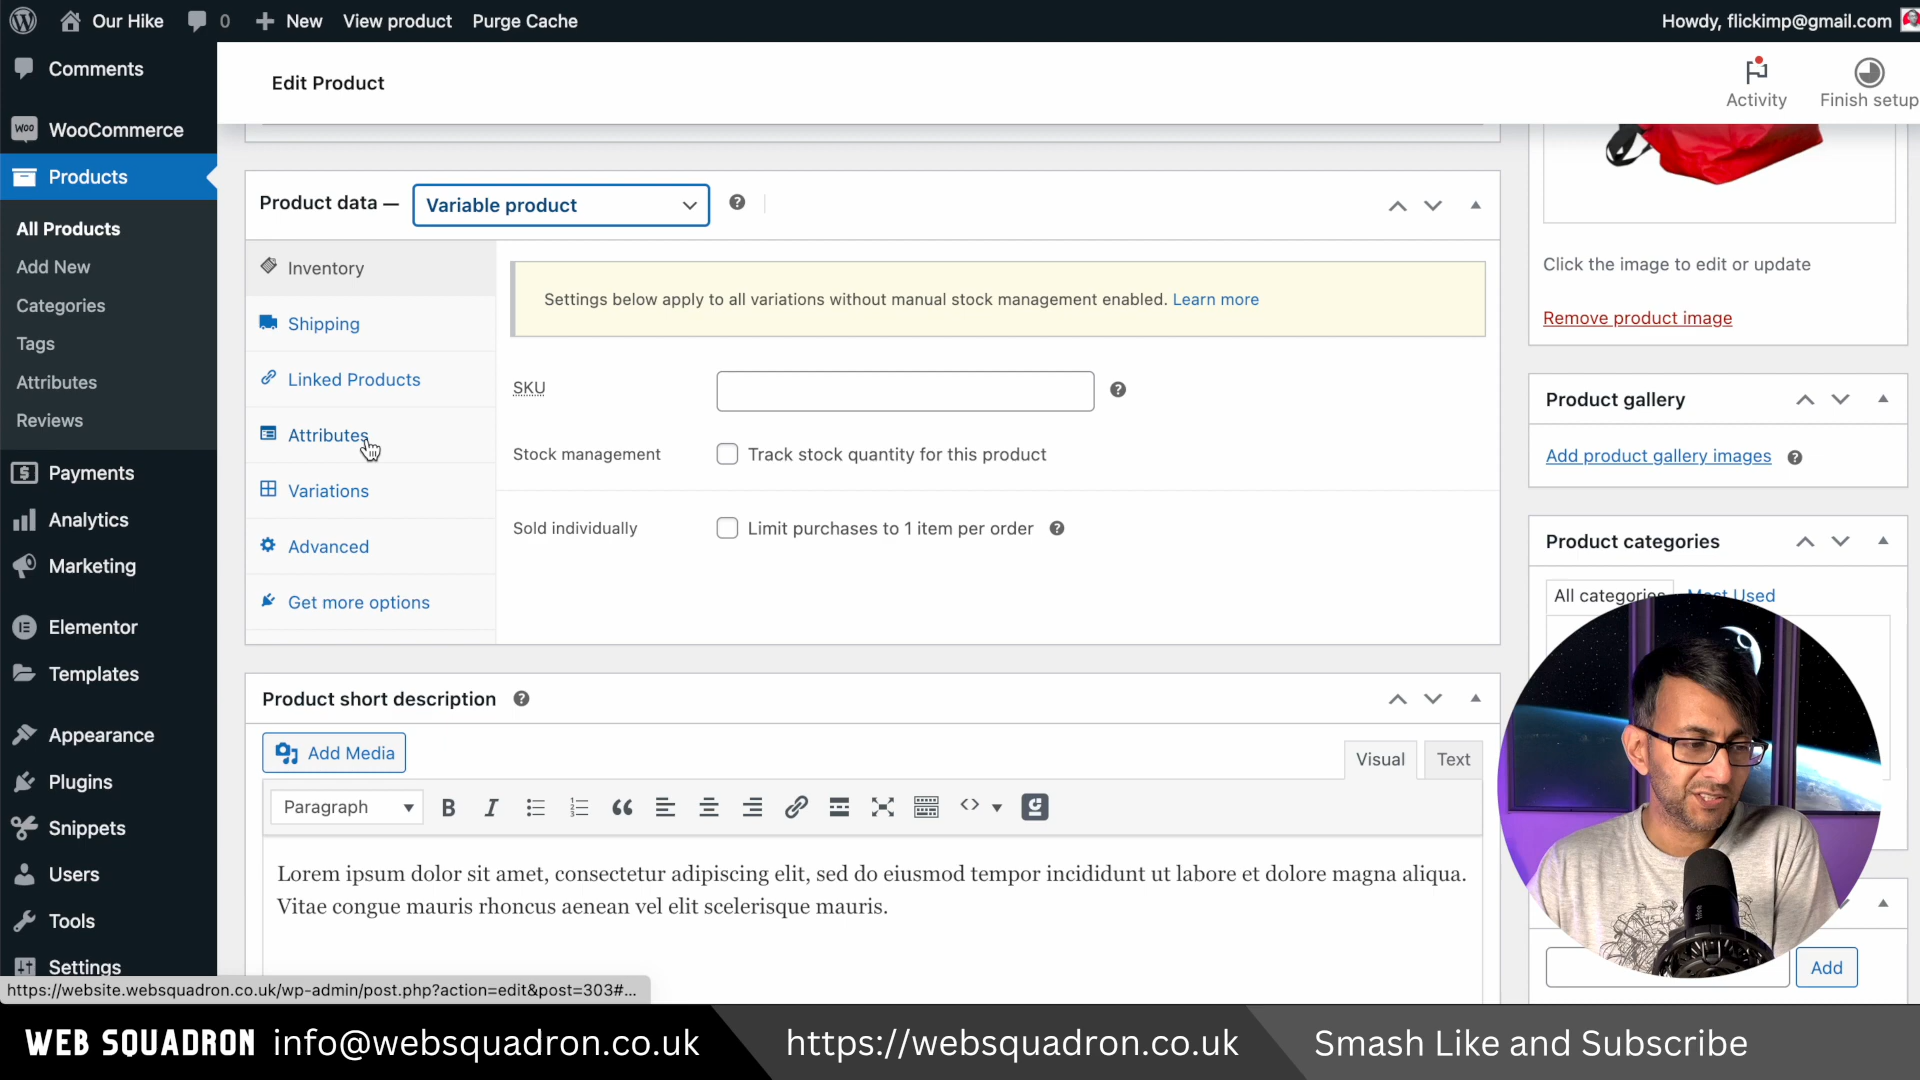 Our Hike
0
New
View product
Purge Cache
Howdy, flickimp@gmail.com
Comments
WOO
WooCommerce
Products
All Products
Add New
Categories
Tags
Attributes
Reviews
Payments
Analytics
Marketing
Elementor
Templates
Appearance
Plugins
Snippets
Users
Tools
Settings
Edit Product
Activity
Finish setup
Product data —
Variable product
Inventory
Shipping
Linked Products
Attributes
Variations
Advanced
Get more options
Settings below apply to all variations without manual stock management enabled. Learn more
SKU
Stock management
Track stock quantity for this product
Sold individually
Limit purchases to 1 item per order
Product short description
Add Media
Visual
Text
Paragraph
Lorem ipsum dolor sit amet, consectetur adipiscing elit, sed do eiusmod tempor incididunt ut labore et dolore magna aliqua.
Vitae congue mauris rhoncus aenean vel elit scelerisque mauris.
Click the image to edit or update
Remove product image
Product gallery
Add product gallery images
Product categories
All categories
Most Used
Add
https://website.websquadron.co.uk/wp-admin/post.php?action=edit&post=303#...
WEB SQUADRON
info@websquadron.co.uk
https://websquadron.co.uk
Smash Like and Subscribe